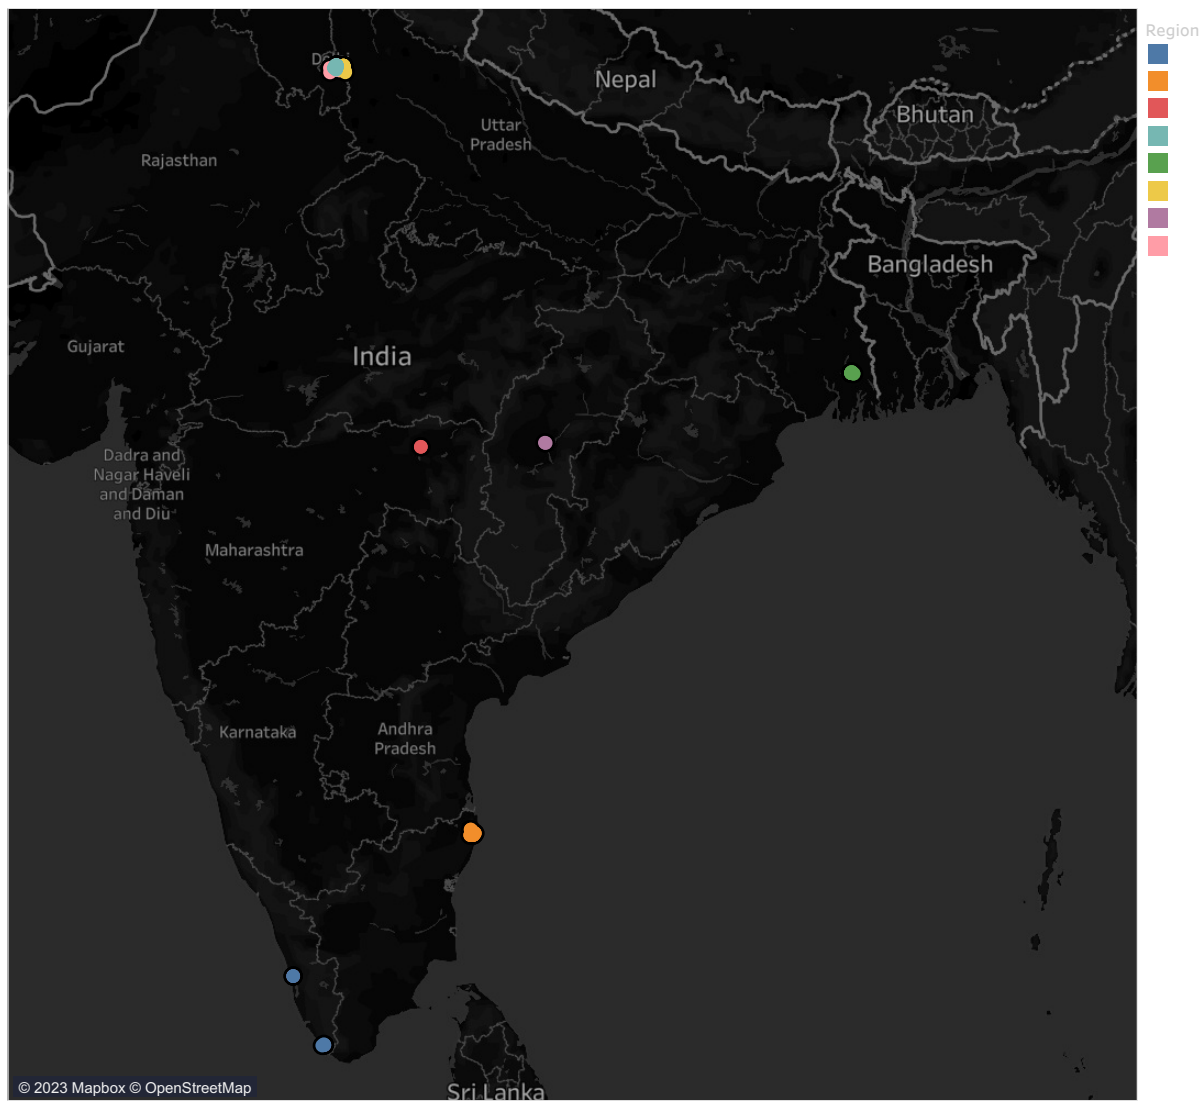 Region
Delhi
Nepal
Bhutan
Uttar
Pradesh
Rajasthan
Bangladesh
Gujarat
India
Dadra and
Nagar Haveli
and Daman
and Diu
Maharashtra
Karnataka
Andhra
Pradesh
Sri Lanka
© 2023 Mapbox © OpenStreetMap